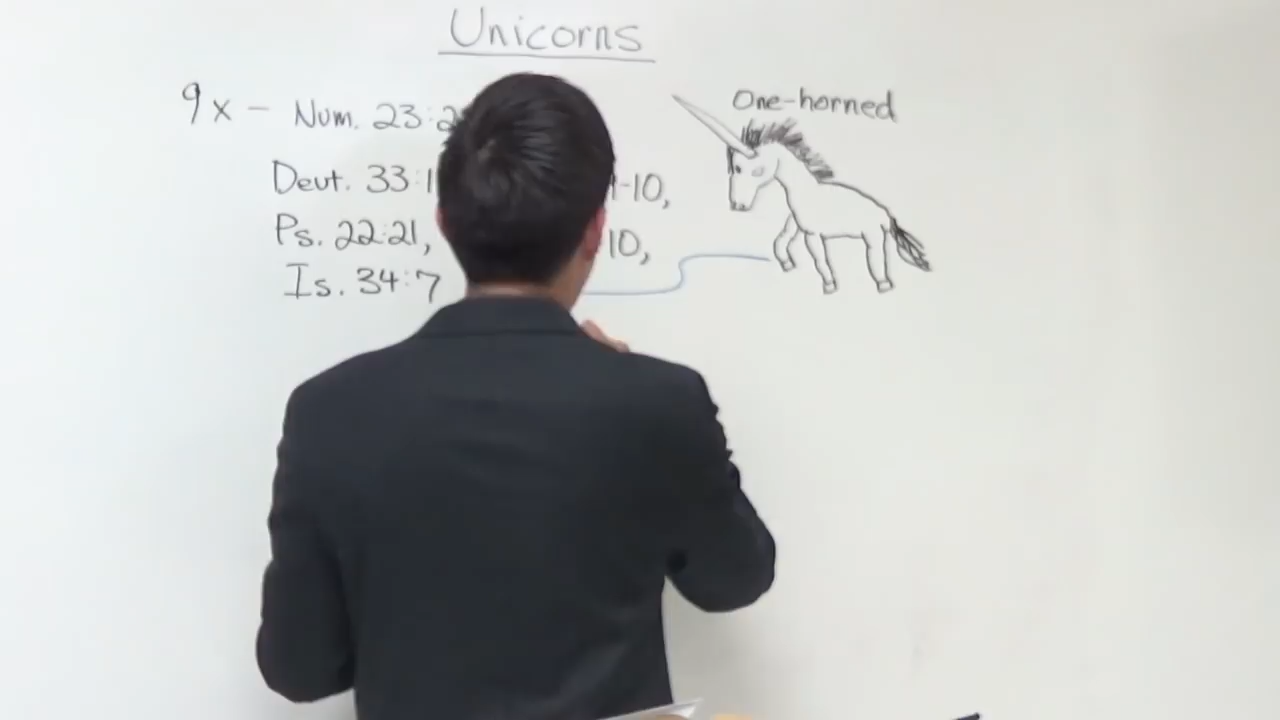 Unicorns
9x - Num. 23:2
One-horned
Deut. 33:1 -10,
Ps. 22:21, 10,
Is. 34:7